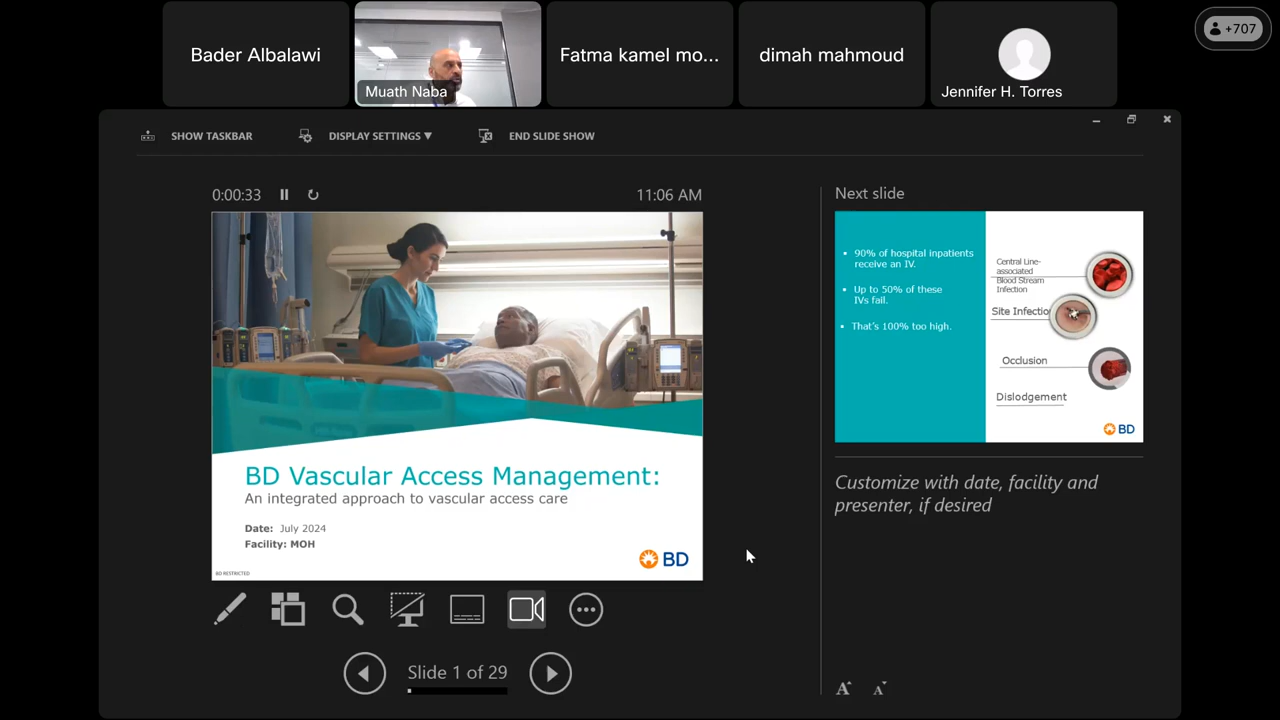 Bader Albalawi
Muath Naba
Fatma kamel mo...
dimah mahmoud
Jennifer H. Torres
+707
SHOW TASKBAR
DISPLAY SETTINGS ▼
END SLIDE SHOW
0:00:33
11:06 AM
BD Vascular Access Management:
An integrated approach to vascular access care
Date: July 2024
Facility: MOH
BD
BD RESTRICTED
Slide 1 of 29
Next slide
• 90% of hospital inpatients
receive an IV.
• Up to 50% of these
IVs fail.
• That's 100% too high.
Central Line-
associated
Blood Stream
Infection
Site Infectio
Occlusion
Dislodgement
BD
Customize with date, facility and
presenter, if desired
A A